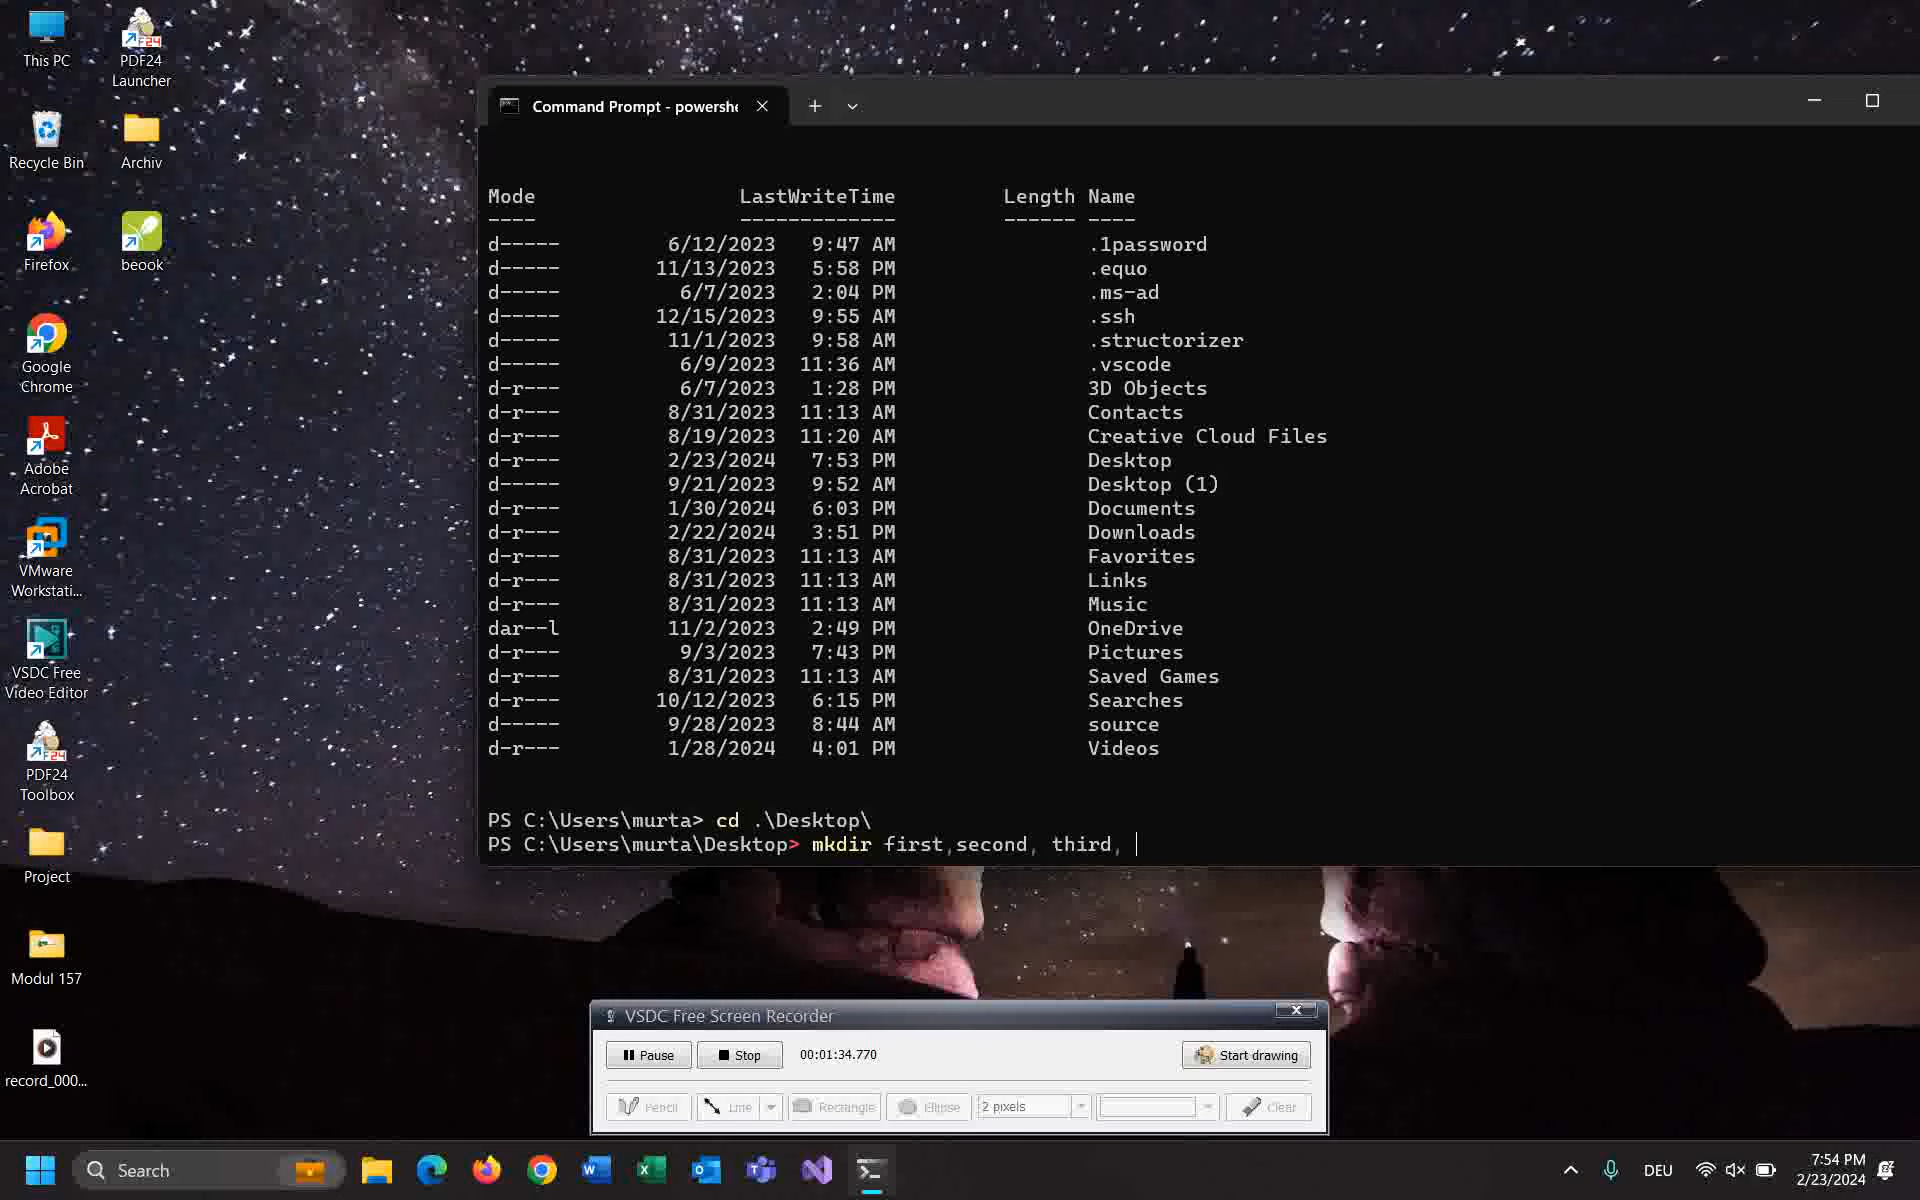 This PC
PDF24
Launcher
Recycle Bin
Archiv
Firefox
beook
Google
Chrome
Adobe
Acrobat
VMware
Workstati...
VSDC Free
Video Editor
PDF24
Toolbox
Project
Modul 157
record_000...
Command Prompt - powershe
Mode LastWriteTime Length Name
---- ------------- ------ ----
d----- 6/12/2023 9:47 AM .1password
d----- 11/13/2023 5:58 PM .equo
d----- 6/7/2023 2:04 PM .ms-ad
d----- 12/15/2023 9:55 AM .ssh
d----- 11/1/2023 9:58 AM .structorizer
d----- 6/9/2023 11:36 AM .vscode
d-r--- 6/7/2023 1:28 PM 3D Objects
d-r--- 8/31/2023 11:13 AM Contacts
d-r--- 8/19/2023 11:20 AM Creative Cloud Files
d-r--- 2/23/2024 7:53 PM Desktop
d----- 9/21/2023 9:52 AM Desktop (1)
d-r--- 1/30/2024 6:03 PM Documents
d-r--- 2/22/2024 3:51 PM Downloads
d-r--- 8/31/2023 11:13 AM Favorites
d-r--- 8/31/2023 11:13 AM Links
d-r--- 8/31/2023 11:13 AM Music
dar--l 11/2/2023 2:49 PM OneDrive
d-r--- 9/3/2023 7:43 PM Pictures
d-r--- 8/31/2023 11:13 AM Saved Games
d-r--- 10/12/2023 6:15 PM Searches
d----- 9/28/2023 8:44 AM source
d-r--- 1/28/2024 4:01 PM Videos
PS C:\Users\murta> cd .\Desktop\
PS C:\Users\murta\Desktop> mkdir first,second, third,
VSDC Free Screen Recorder
Pause Stop 00:01:34.770 Start drawing
Pencil Line Rectangle Ellipse 2 pixels Clear
Search
DEU
7:54 PM
2/23/2024